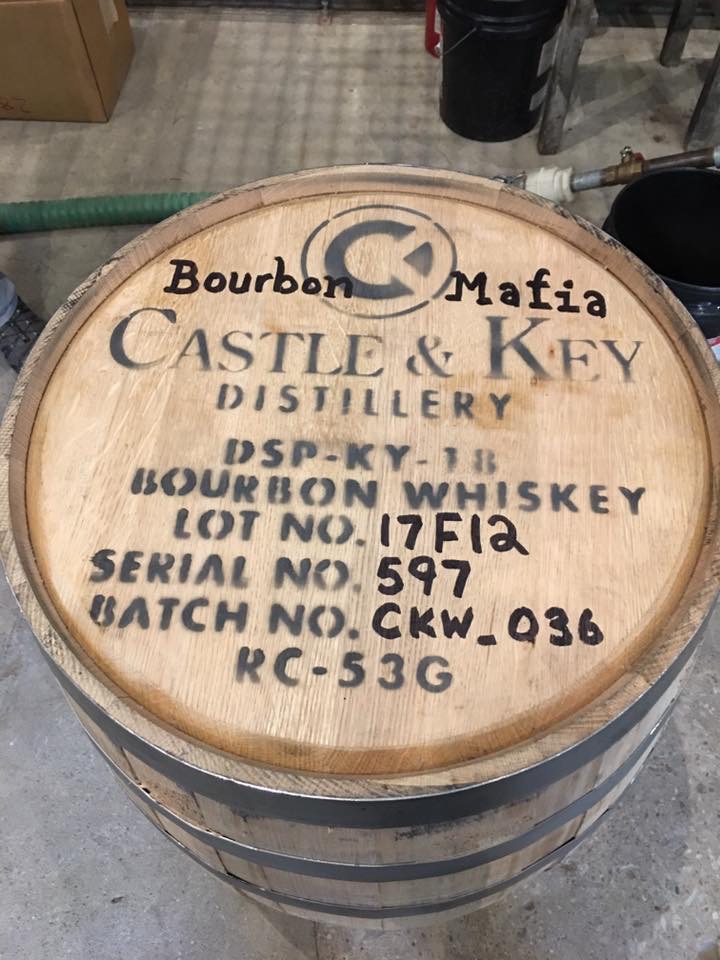 Bourbon Mafia
CASTLE & KEY
DISTILLERY
DSP-KY-18
BOURBON WHISKEY
LOT NO. 17F12
SERIAL NO. 597
BATCH NO. CKW_036
RC-53G